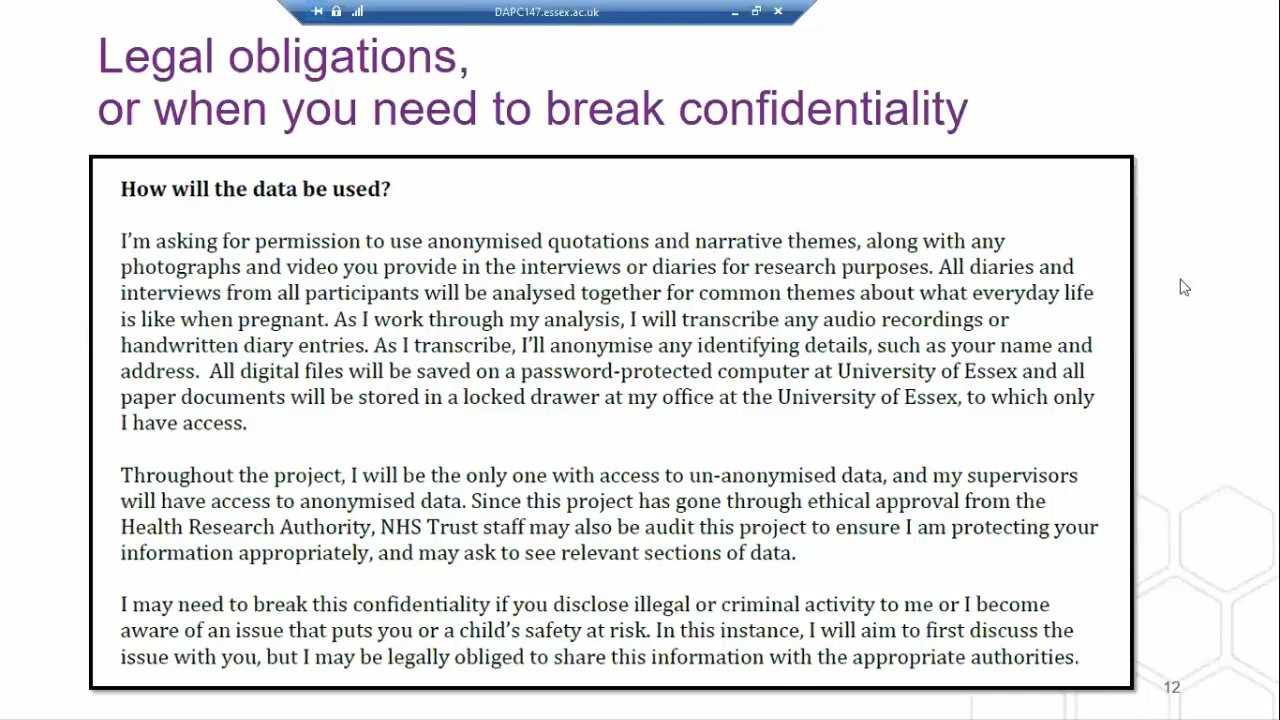 DAPC147.essex.ac.uk
Legal obligations,
or when you need to break confidentiality
How will the data be used?
I'm asking for permission to use anonymised quotations and narrative themes, along with any
photographs and video you provide in the interviews or diaries for research purposes. All diaries and
interviews from all participants will be analysed together for common themes about what everyday life
is like when pregnant. As I work through my analysis, I will transcribe any audio recordings or
handwritten diary entries. As I transcribe, I'll anonymise any identifying details, such as your name and
address.  All digital files will be saved on a password-protected computer at University of Essex and all
paper documents will be stored in a locked drawer at my office at the University of Essex, to which only
I have access.
Throughout the project, I will be the only one with access to un-anonymised data, and my supervisors
will have access to anonymised data. Since this project has gone through ethical approval from the
Health Research Authority, NHS Trust staff may also be audit this project to ensure I am protecting your
information appropriately, and may ask to see relevant sections of data.
I may need to break this confidentiality if you disclose illegal or criminal activity to me or I become
aware of an issue that puts you or a child's safety at risk. In this instance, I will aim to first discuss the
issue with you, but I may be legally obliged to share this information with the appropriate authorities.
12